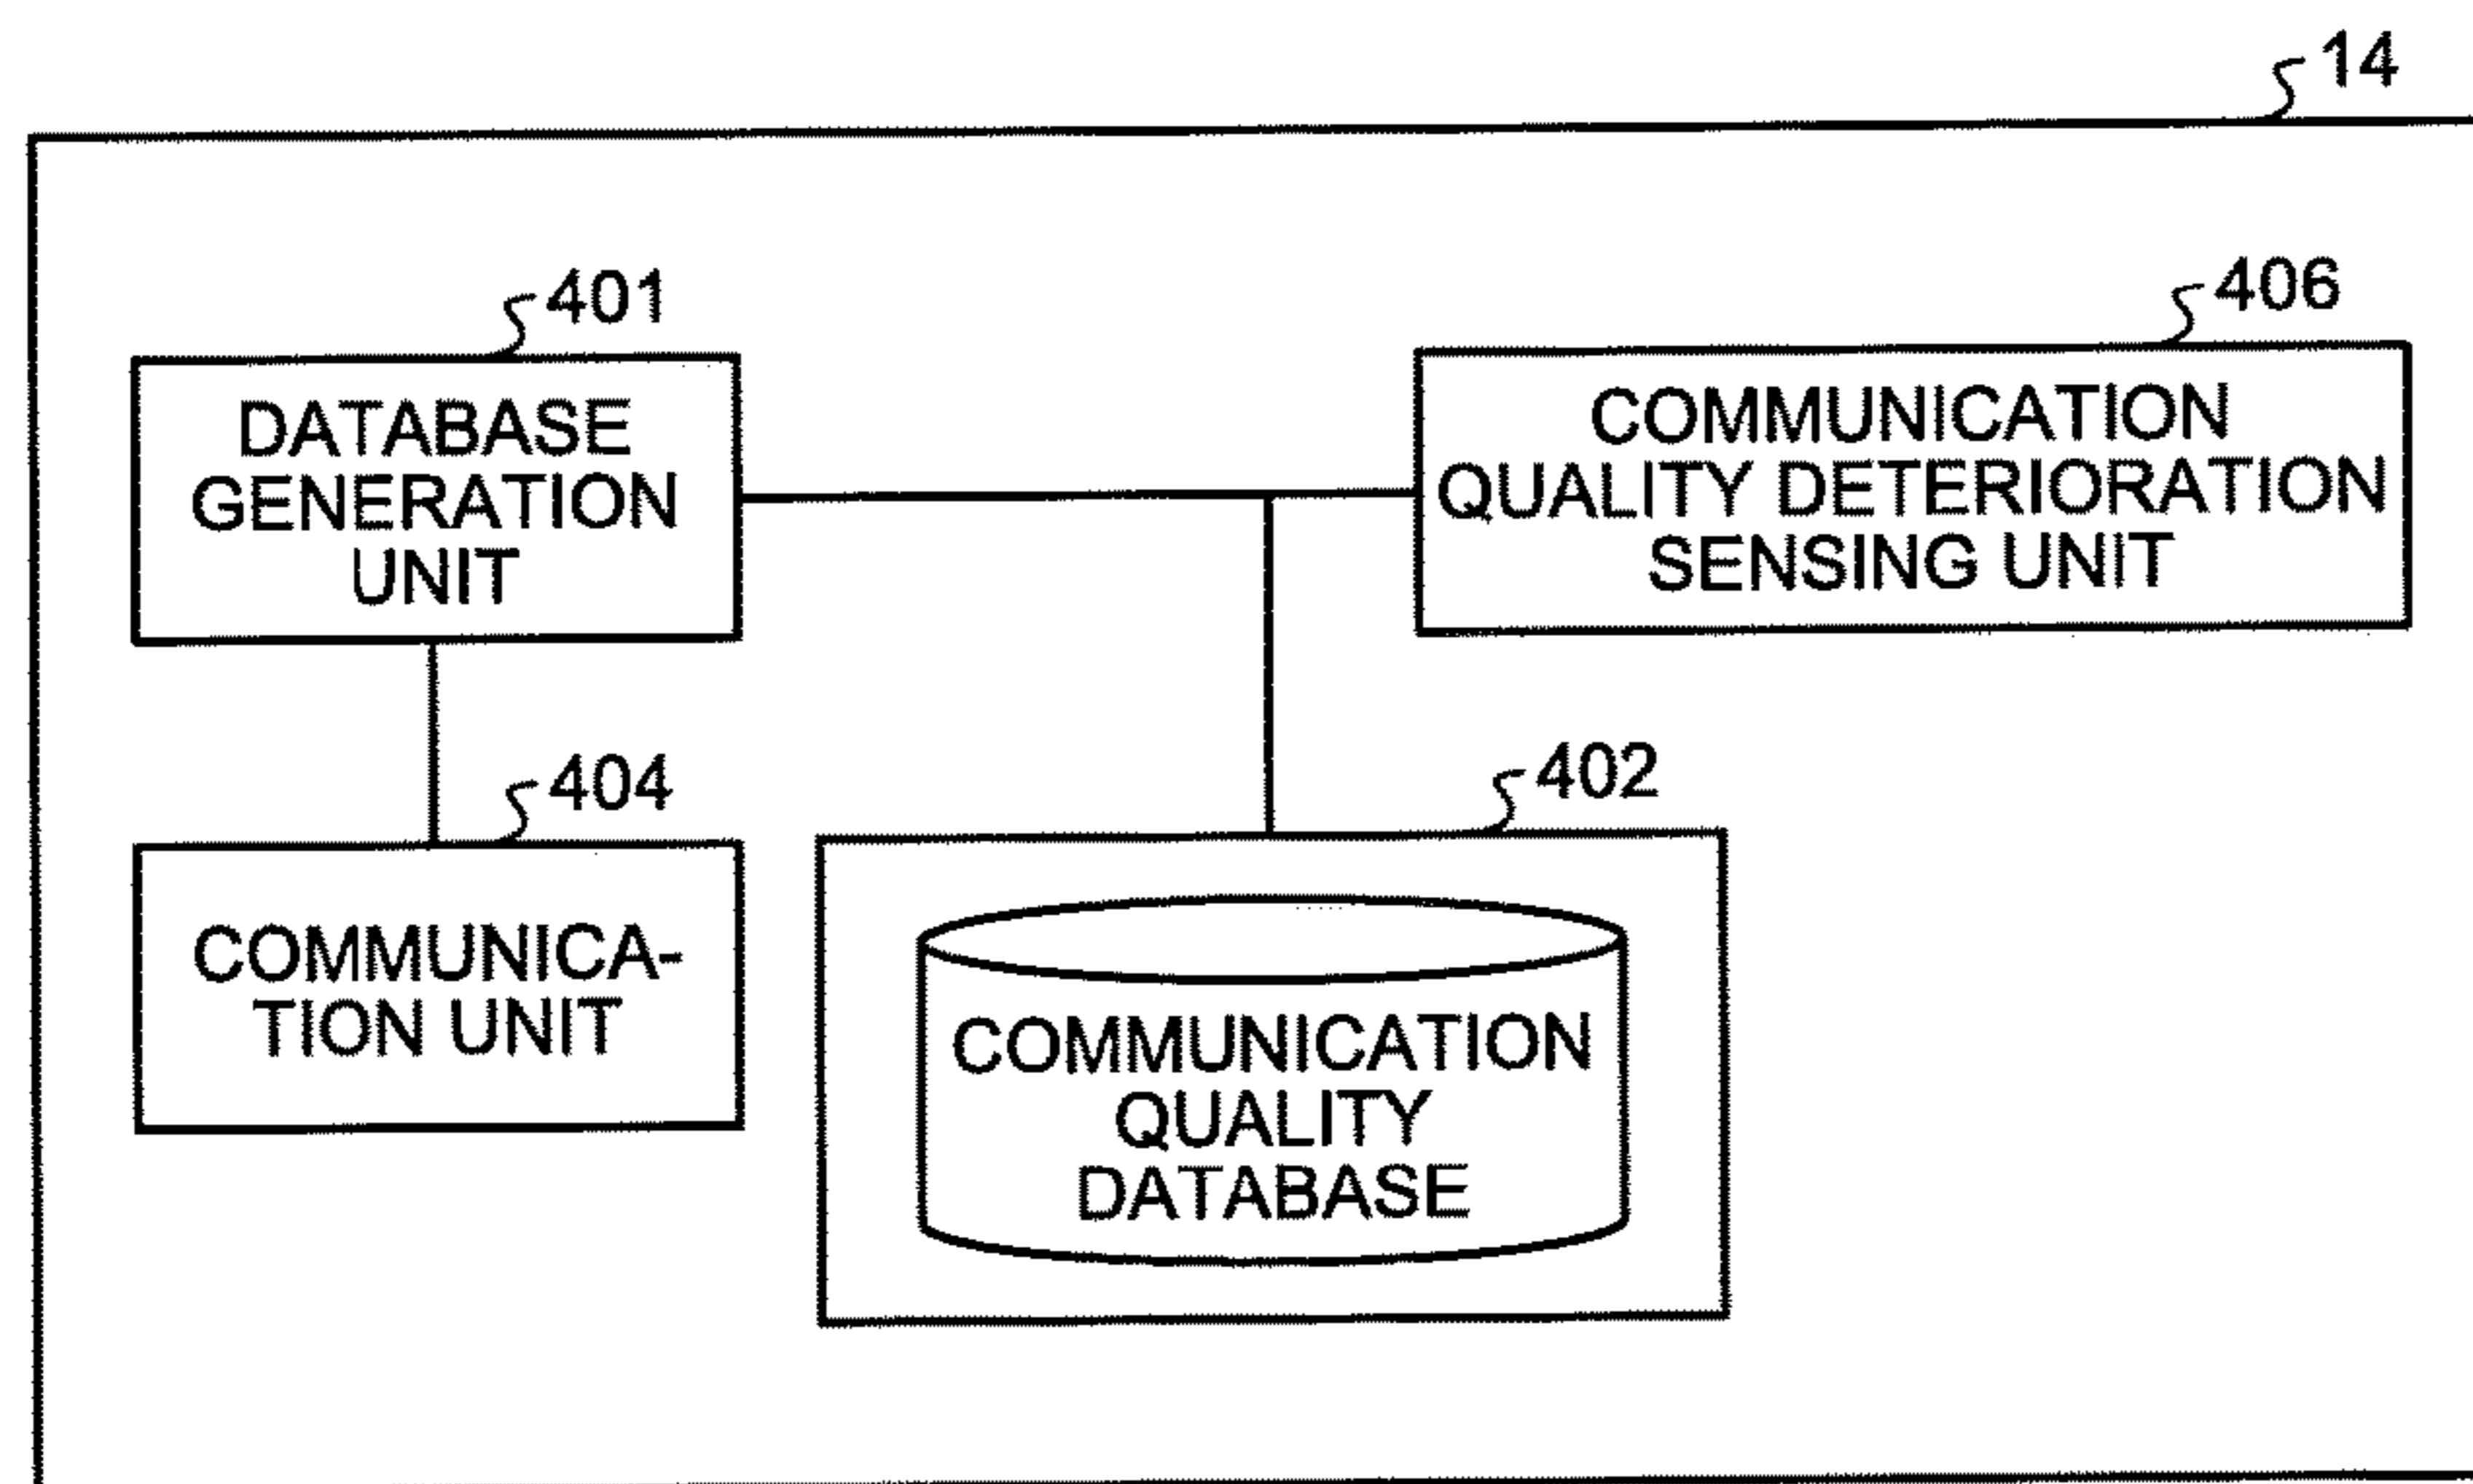 14
401
DATABASE
GENERATION
UNIT
406
COMMUNICATION
QUALITY DETERIORATION
SENSING UNIT
404
COMMUNICA-
TION UNIT
402
COMMUNICATION
QUALITY
DATABASE